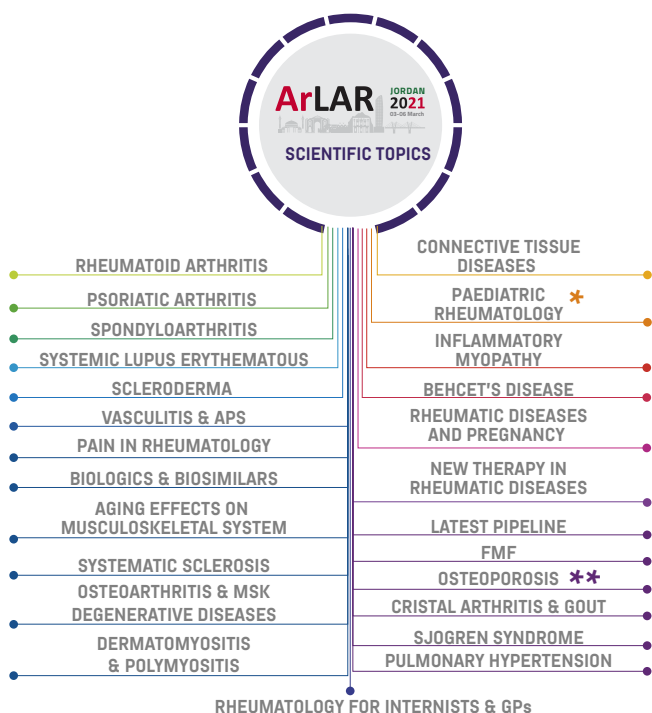 ArLAR
JORDAN
2021
03-06 March
SCIENTIFIC TOPICS
RHEUMATOID ARTHRITIS
PSORIATIC ARTHRITIS
SPONDYLOARTHRITIS
SYSTEMIC LUPUS ERYTHEMATOUS
SCLERODERMA
VASCULITIS & APS
PAIN IN RHEUMATOLOGY
BIOLOGICS & BIOSIMILARS
AGING EFFECTS ON
MUSCULOSKELETAL SYSTEM
SYSTEMATIC SCLEROSIS
OSTEOARTHRITIS & MSK
DEGENERATIVE DISEASES
DERMATOMYOSITIS
& POLYMYOSITIS
CONNECTIVE TISSUE
DISEASES
PAEDIATRIC *
RHEUMATOLOGY
INFLAMMATORY
MYOPATHY
BEHCET'S DISEASE
RHEUMATIC DISEASES
AND PREGNANCY
NEW THERAPY IN
RHEUMATIC DISEASES
LATEST PIPELINE
FMF
OSTEOPOROSIS **
CRISTAL ARTHRITIS & GOUT
SJOGREN SYNDROME
PULMONARY HYPERTENSION
RHEUMATOLOGY FOR INTERNISTS & GPs